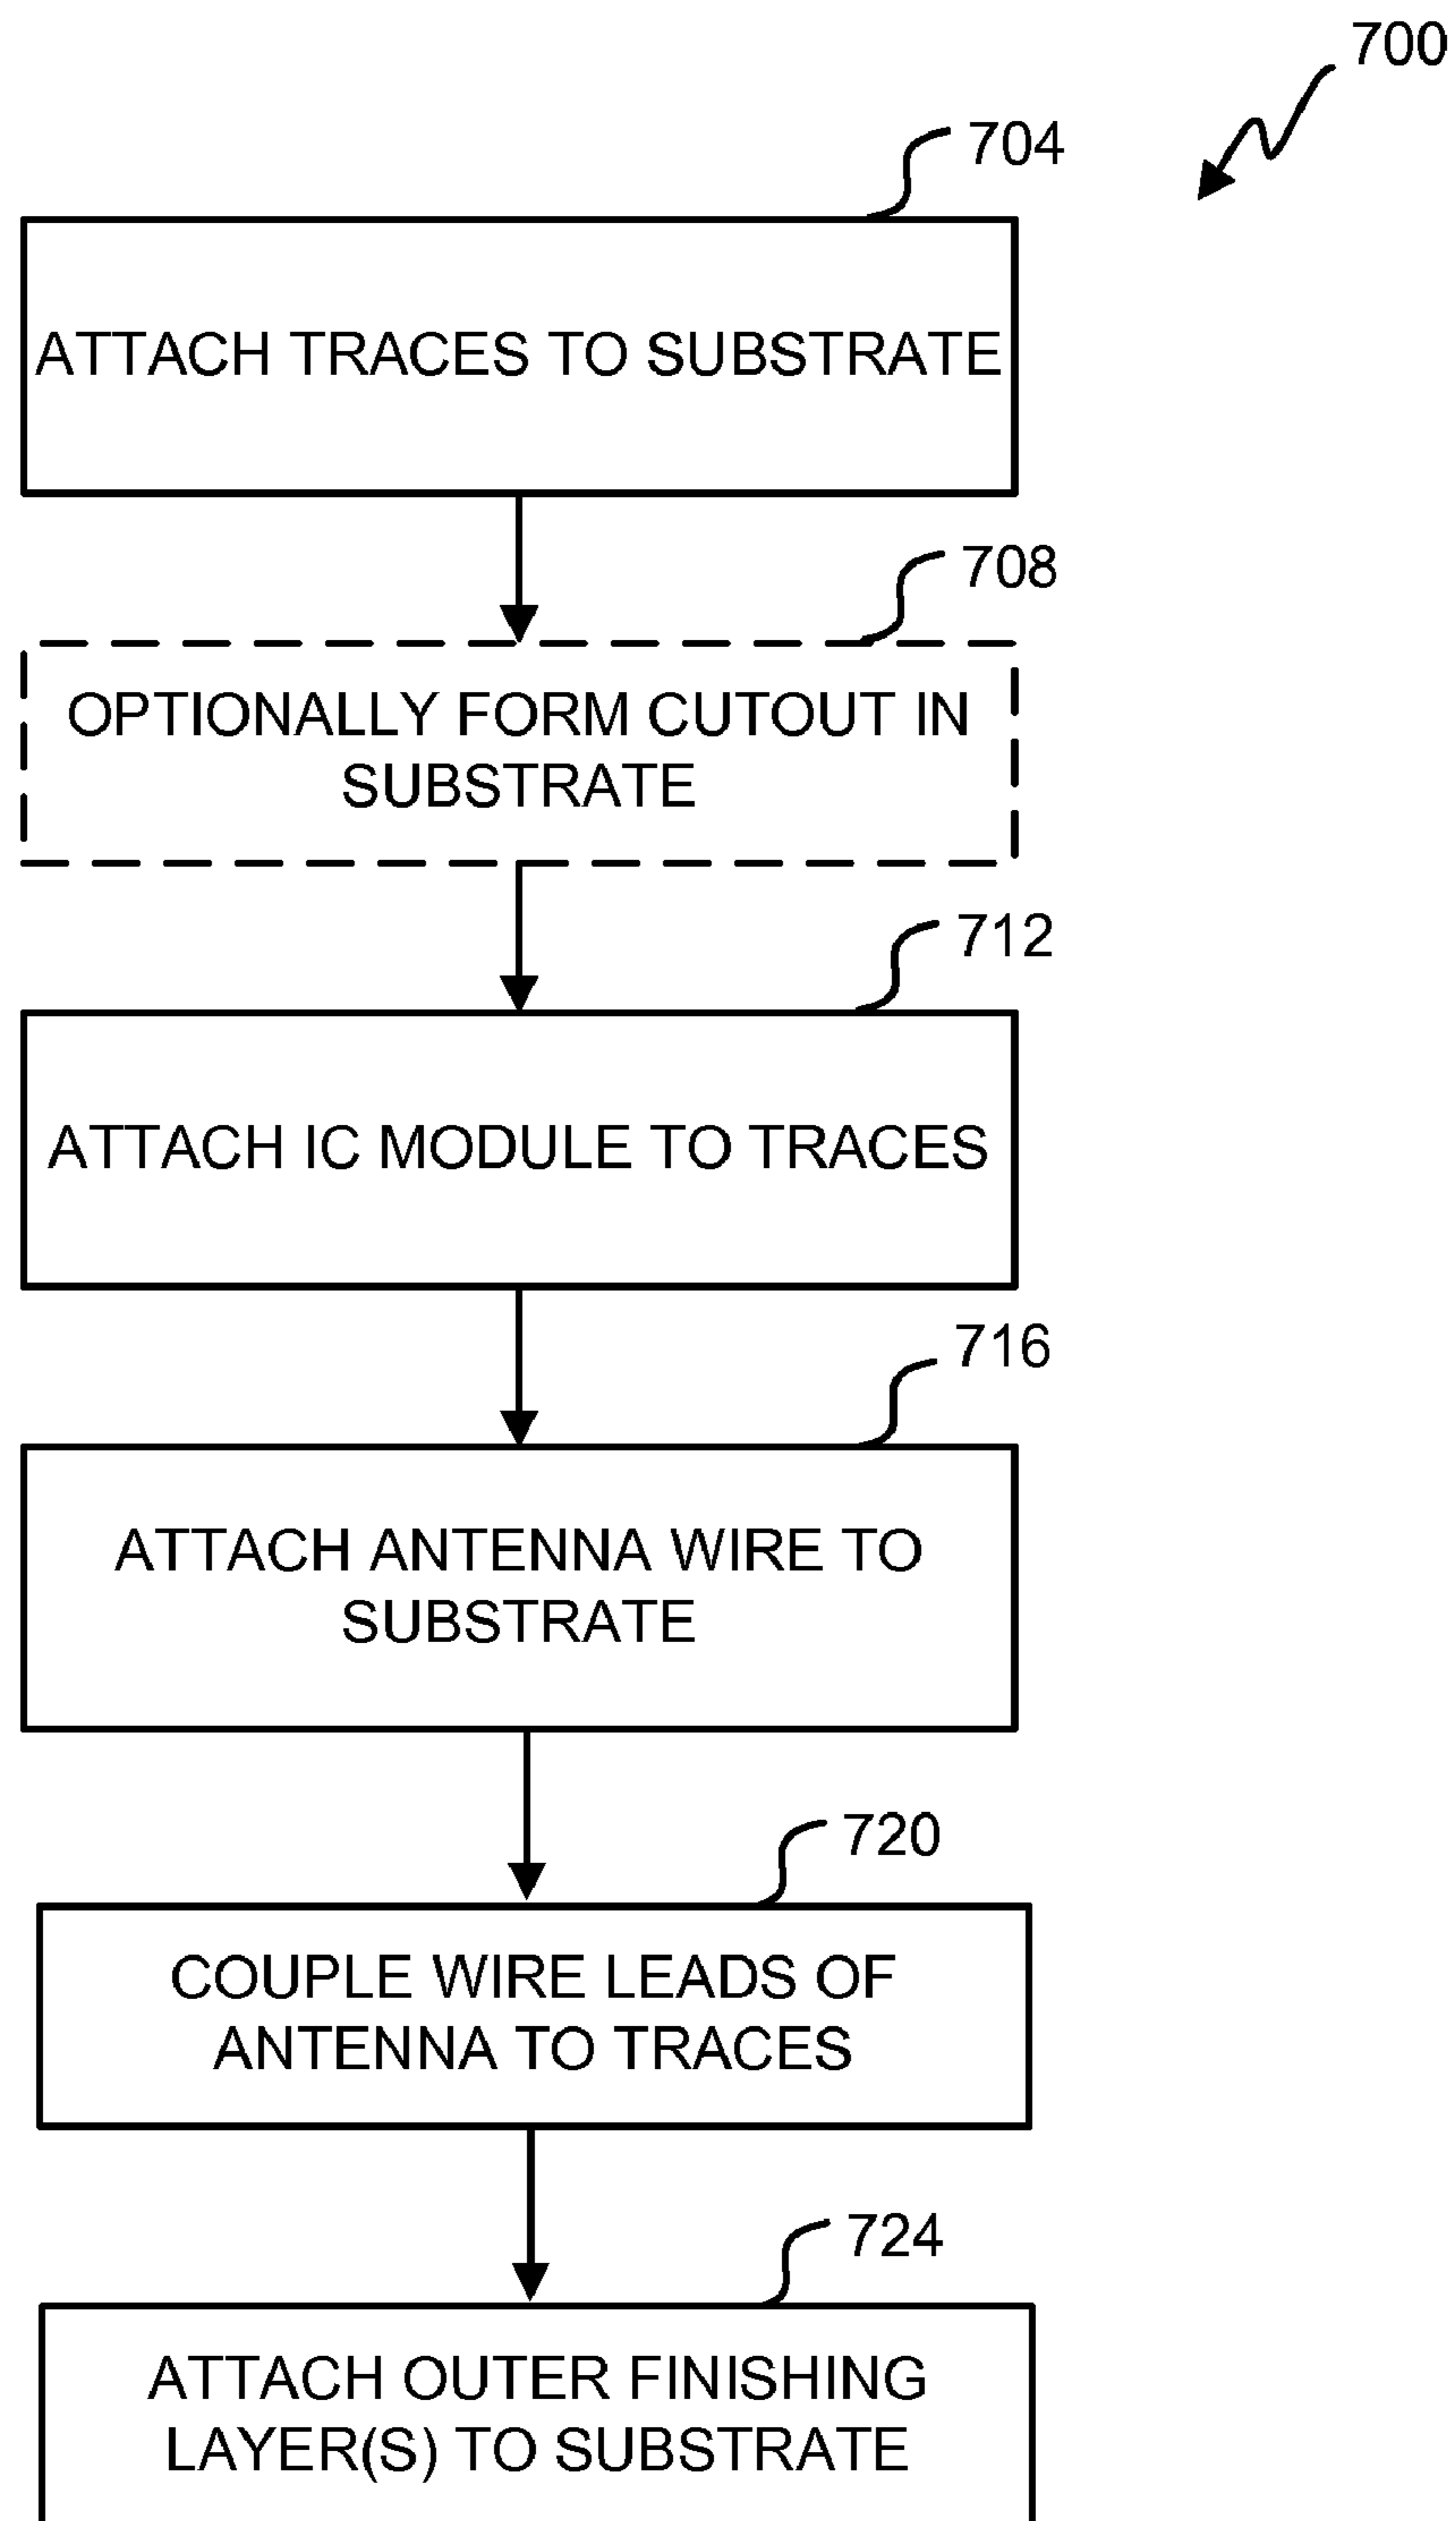 700
704
ATTACH TRACES TO SUBSTRATE
708
OPTIONALLY FORM CUTOUT IN
SUBSTRATE
712
ATTACH IC MODULE TO TRACES
716
ATTACH ANTENNA WIRE TO
SUBSTRATE
720
COUPLE WIRE LEADS OF
ANTENNA TO TRACES
724
ATTACH OUTER FINISHING
LAYER(S) TO SUBSTRATE